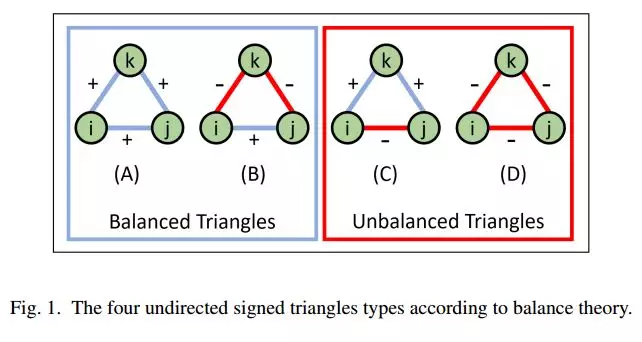 k k k k
+ + - - + + - -
i j i j i j i j
+ + - -
(A) (B) (C) (D)
Balanced Triangles Unbalanced Triangles
Fig. 1. The four undirected signed triangles types according to balance theory.